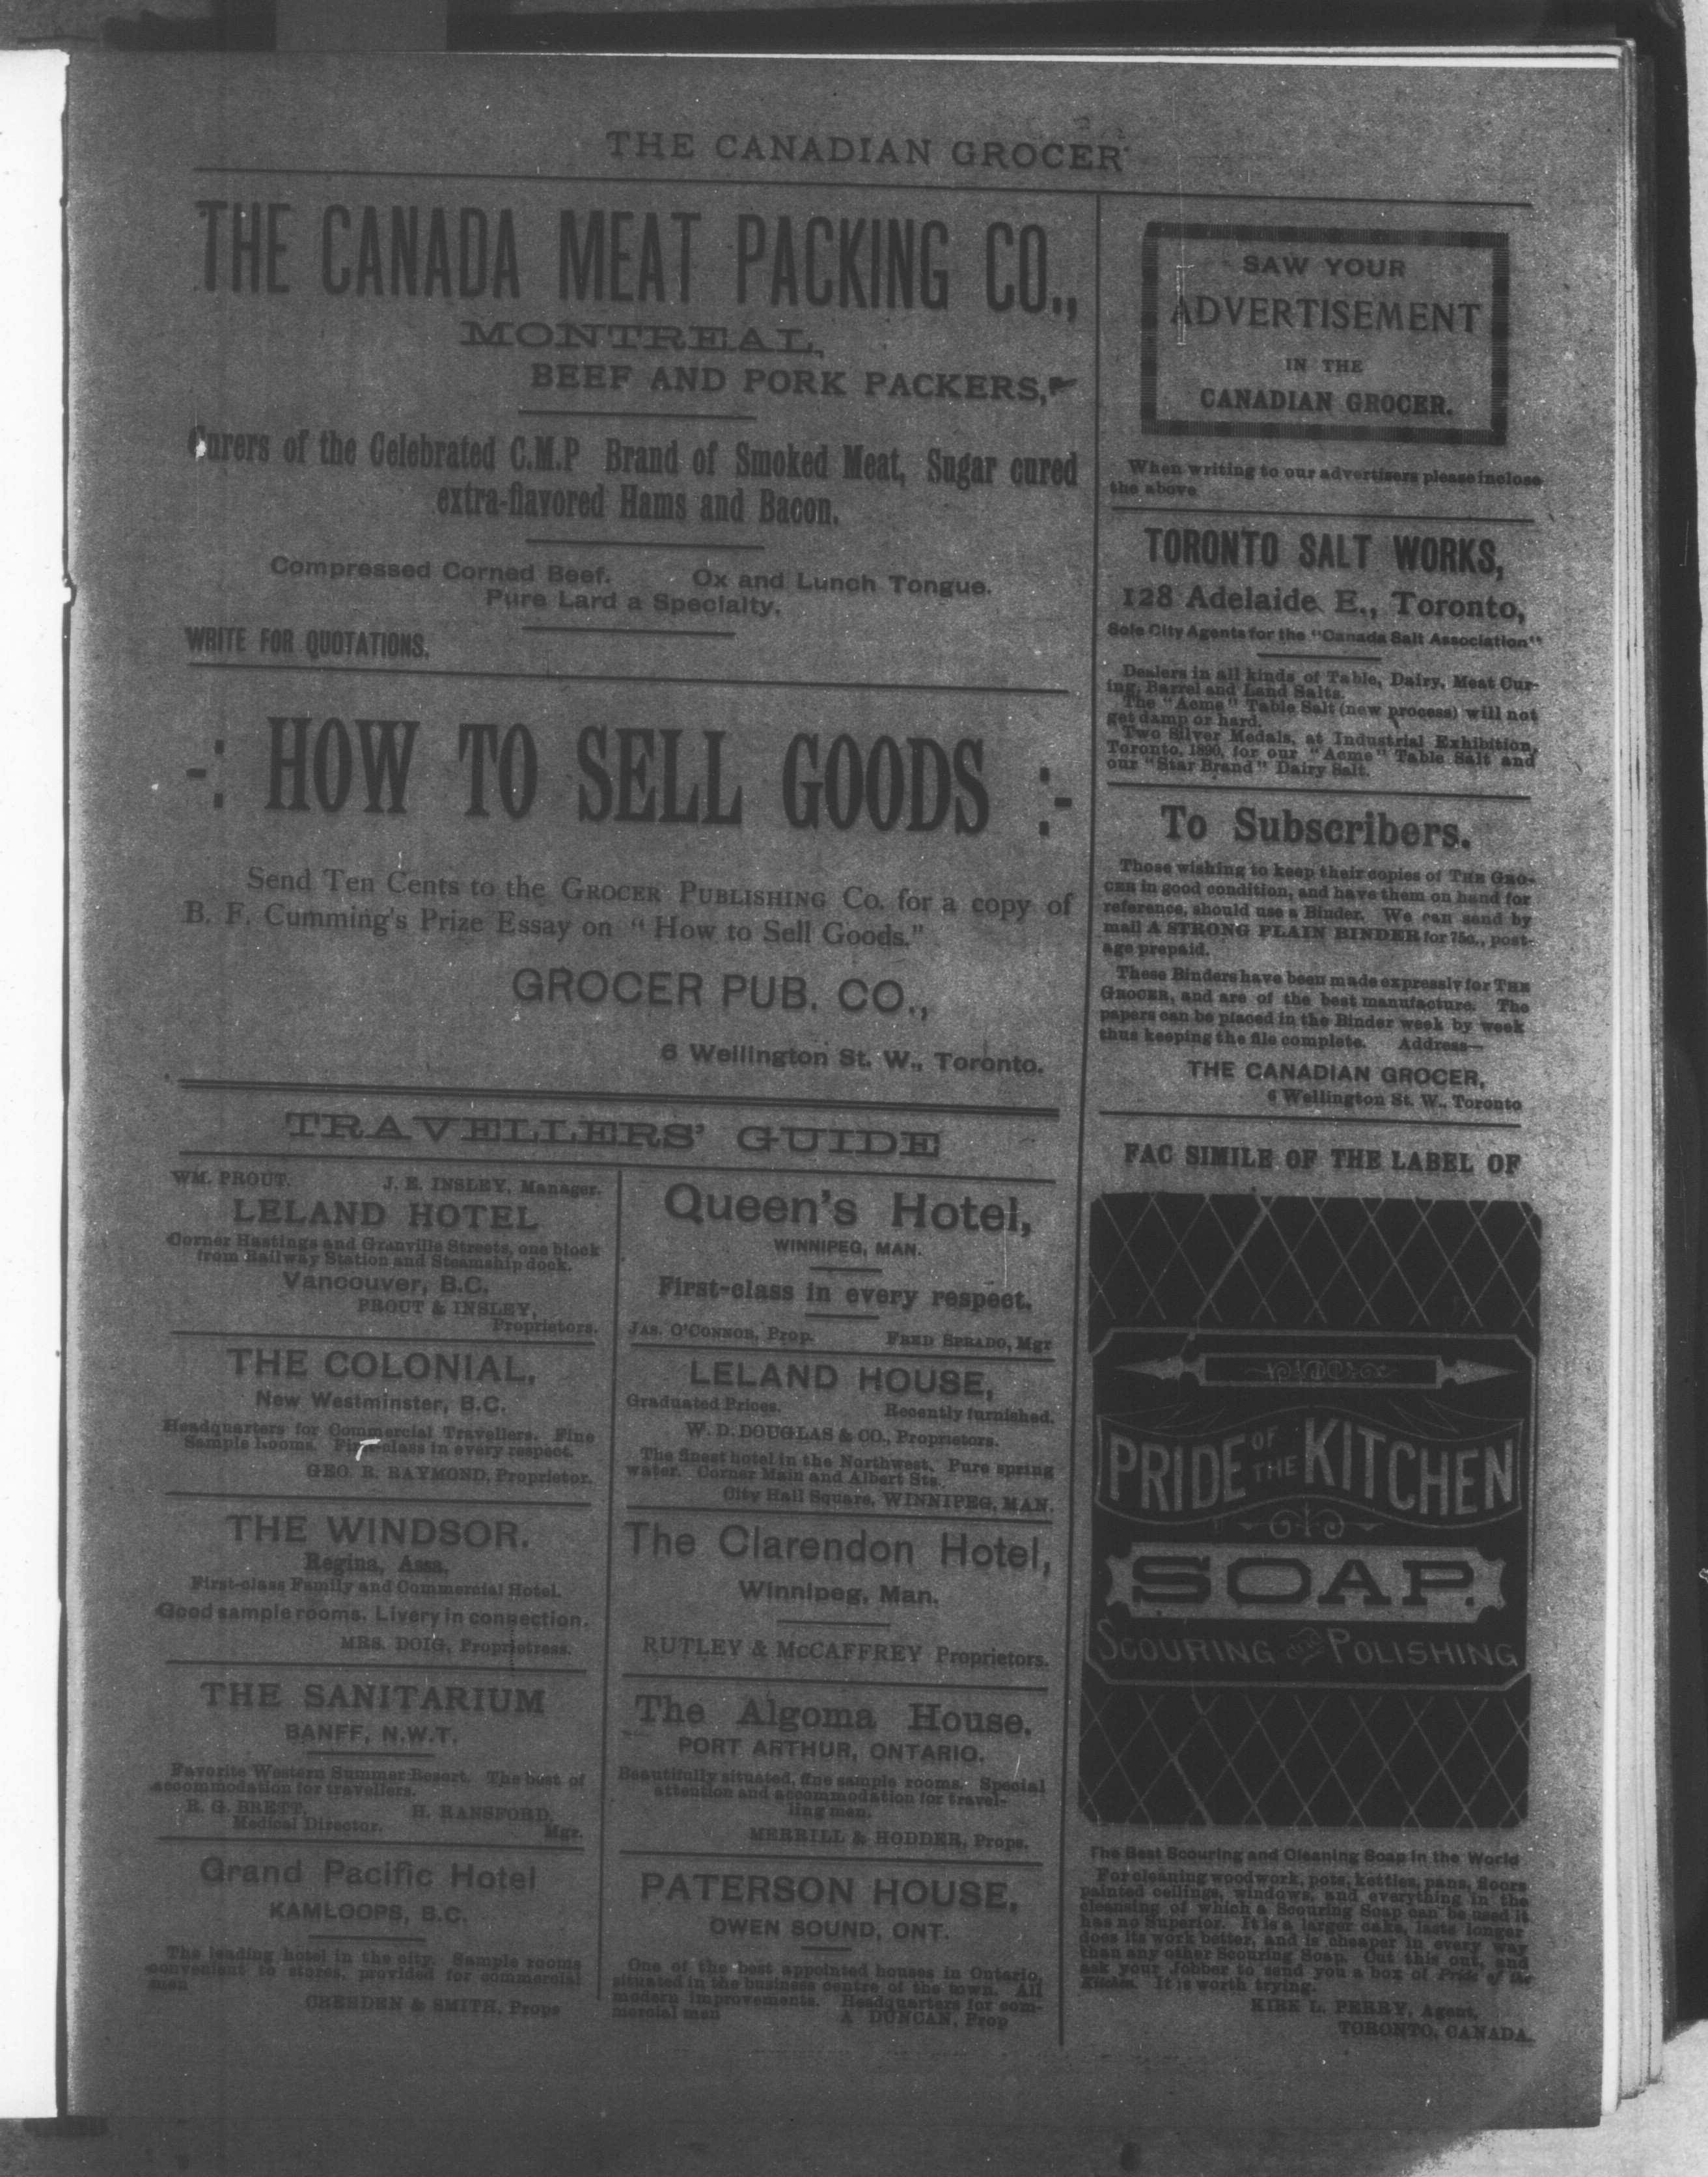 THE CANADIAN GROCER
THE CANADA MEAT PACKING CO.,
MONTREAL,
BEEF AND PORK PACKERS,
Curers of the Celebrated C.M.P Brand of Smoked Meat, Sugar cured
extra-flavored Hams and Bacon.
Compressed Corned Beef. Ox and Lunch Tongue.
Pure Lard a Specialty.
WRITE FOR QUOTATIONS.
-: HOW TO SELL GOODS :-
Send Ten Cents to the GROCER PUBLISHING Co. for a copy of
B. F. Cumming's Prize Essay on "How to Sell Goods."
GROCER PUB. CO.,
6 Wellington St. W., Toronto.
TRAVELLERS' GUIDE
WM. PROUT. J. E. INSLEY, Manager.
LELAND HOTEL
Corner Hastings and Granville Streets, one block
from Railway Station and Steamship dock.
Vancouver, B.C.
PROUT & INSLEY,
Proprietors.
THE COLONIAL,
New Westminster, B.C.
Headquarters for Commercial Travellers. Fine
Sample Rooms. First-class in every respect.
GEO. R. RAYMOND, Proprietor.
THE WINDSOR.
Regina, Assa,
First-class Family and Commercial Hotel.
Good sample rooms. Livery in connection.
MRS. DOIG, Proprietress.
THE SANITARIUM
BANFF, N.W.T.
Favorite Western Summer Resort. The best of
accommodation for travellers.
R. G. BRETT, H. RANSFORD,
Medical Director. Mgr.
Grand Pacific Hotel
KAMLOOPS, B.C.
The leading hotel in the city. Sample rooms
convenient to stores, provided for commercial
men
CREEDEN & SMITH, Props
Queen's Hotel,
WINNIPEG, MAN.
First-class in every respect.
JAS. O'CONNOR, Prop. FRED SPRADO, Mgr
LELAND HOUSE,
Graduated Prices. Recently furnished.
W. D. DOUGLAS & CO., Proprietors.
The finest hotel in the Northwest. Pure spring
water. Corner Main and Albert Sts.
City Hall Square, WINNIPEG, MAN.
The Clarendon Hotel,
Winnipeg, Man.
RUTLEY & McCAFFREY Proprietors.
The Algoma House.
PORT ARTHUR, ONTARIO.
Beautifully situated, fine sample rooms. Special
attention and accommodation for travel-
ling men.
MERRILL & HODDER, Props.
PATERSON HOUSE,
OWEN SOUND, ONT.
One of the best appointed houses in Ontario,
situated in the business centre of the town. All
modern improvements. Headquarters for com-
mercial men
A DUNCAN, Prop
SAW YOUR
ADVERTISEMENT
IN THE
CANADIAN GROCER.
When writing to our advertisers please inclose
the above
TORONTO SALT WORKS,
128 Adelaide E., Toronto,
Sole City Agents for the "Canada Salt Association"
Dealers in all kinds of Table, Dairy, Meat Cur-
ing, Barrel and Land Salts.
The "Acme" Table Salt (new process) will not
get damp or hard.
Two Silver Medals, at Industrial Exhibition,
Toronto, 1890, for our "Acme" Table Salt and
our "Star Brand" Dairy Salt.
To Subscribers.
Those wishing to keep their copies of THE GRO-
CER in good condition, and have them on hand for
reference, should use a Binder. We can send by
mail A STRONG PLAIN BINDER for 75c., post-
age prepaid.
These Binders have been made expressly for THE
GROCER, and are of the best manufacture. The
papers can be placed in the Binder week by week
thus keeping the file complete. Address—
THE CANADIAN GROCER,
6 Wellington St. W., Toronto
FAC SIMILE OF THE LABEL OF
PRIDE OF THE KITCHEN
SOAP.
SCOURING and POLISHING
The Best Scouring and Cleaning Soap in the World
For cleaning woodwork, pots, kettles, pans, floors
painted ceilings, windows, and everything in the
cleansing of which a Scouring Soap can be used it
has no Superior. It is a larger cake, lasts longer
does its work better, and is cheaper in every way
than any other Scouring Soap. Cut this out, and
ask your Jobber to send you a box of Pride of the
Kitchen. It is worth trying.
KIRK L. PERRY, Agent,
TORONTO, CANADA.